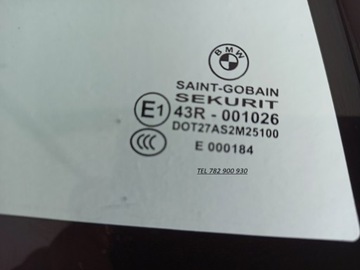 BMW
SAINT-GOBAIN
SEKURIT
E1 43R - 001026
DOT27AS2M25100
CCC
E 000184
TEL 782 900 930